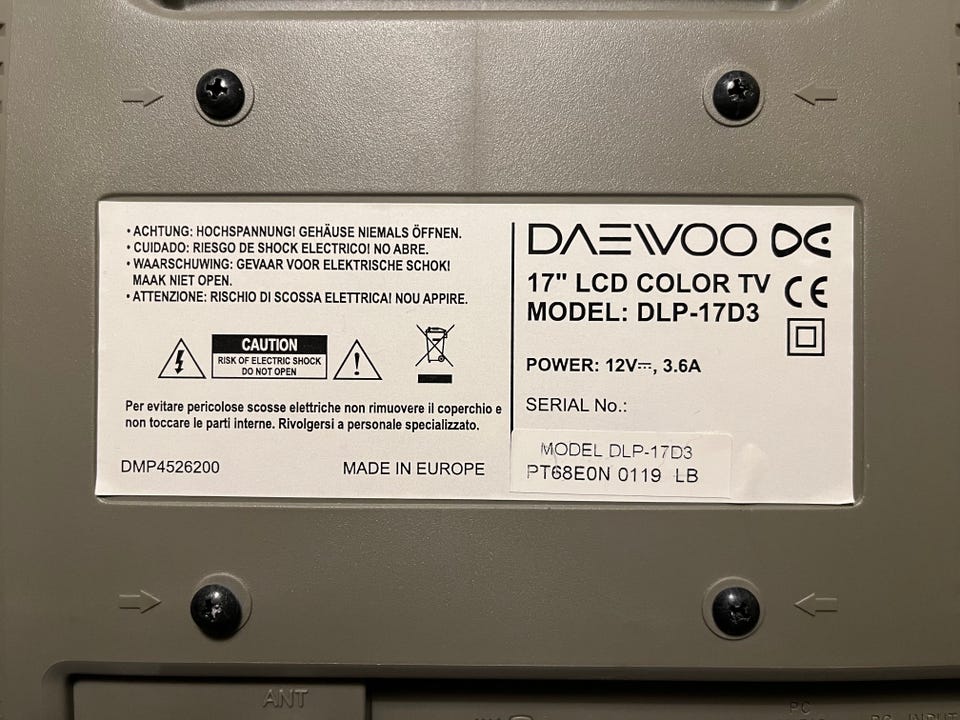 • ACHTUNG: HOCHSPANNUNG! GEHÄUSE NIEMALS ÖFFNEN.
• CUIDADO: RIESGO DE SHOCK ELECTRICO! NO ABRE.
• WAARSCHUWING: GEVAAR VOOR ELEKTRISCHE SCHOK!
MAAK NIET OPEN.
• ATTENZIONE: RISCHIO DI SCOSSA ELETTRICA! NOU APPIRE.
CAUTION
RISK OF ELECTRIC SHOCK
DO NOT OPEN
Per evitare pericolose scosse elettriche non rimuovere il coperchio e
non toccare le parti interne. Rivolgersi a personale specializzato.
DMP4526200
MADE IN EUROPE
DAEWOO
17" LCD COLOR TV
CE
MODEL: DLP-17D3
POWER: 12V⎓, 3.6A
SERIAL No.:
MODEL DLP-17D3
PT68E0N 0119 LB
ANT
PC